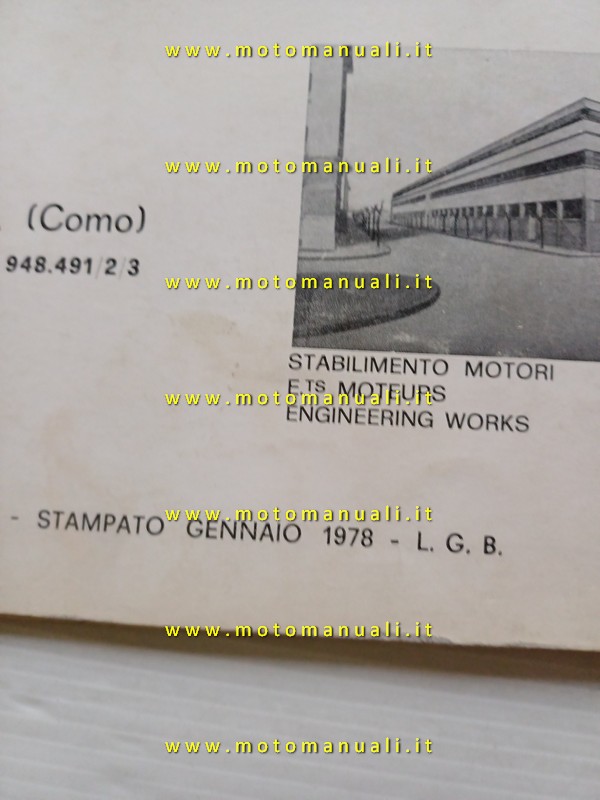 www.motomanuali.it
www.motomanuali.it
(Como)
948.491/2/3
www.motomanuali.it
STABILIMENTO MOTORI
E.TS MOTEURS
www.motomanuali.it
ENGINEERING WORKS
www.motomanuali.it
- STAMPATO GENNAIO 1978 - L. G. B.
www.motomanuali.it
www.motomanuali.it